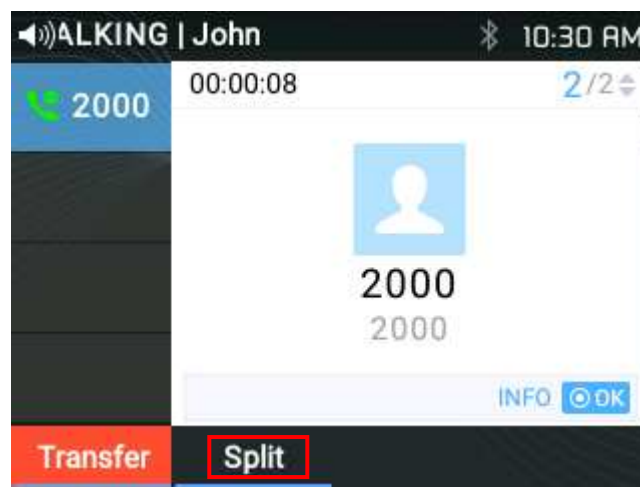 ALKING | John 10:30 AM
2000
00:00:08 2/2
2000
2000
INFO OK
Transfer Split